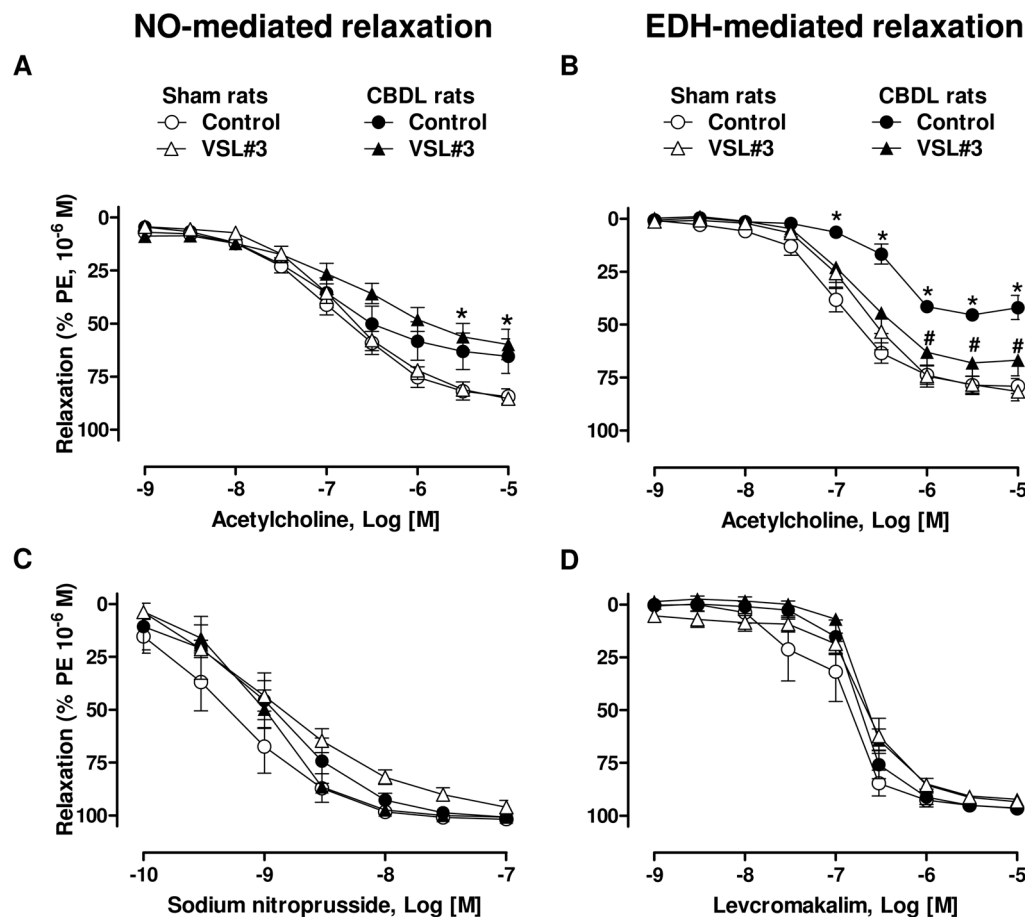 NO-mediated relaxation
EDH-mediated relaxation
A
Sham rats
CBDL rats
Control
Control
VSL#3
VSL#3
Relaxation (% PE, 10-6 M)
0
25
50
75
100
* *
-9 -8 -7 -6 -5
Acetylcholine, Log [M]
B
Sham rats
CBDL rats
Control
Control
VSL#3
VSL#3
0
25
50
75
100
* * * * *
# # #
-9 -8 -7 -6 -5
Acetylcholine, Log [M]
C
Relaxation (% PE 10-6 M)
0
25
50
75
100
-10 -9 -8 -7
Sodium nitroprusside, Log [M]
D
0
25
50
75
100
-9 -8 -7 -6 -5
Levcromakalim, Log [M]